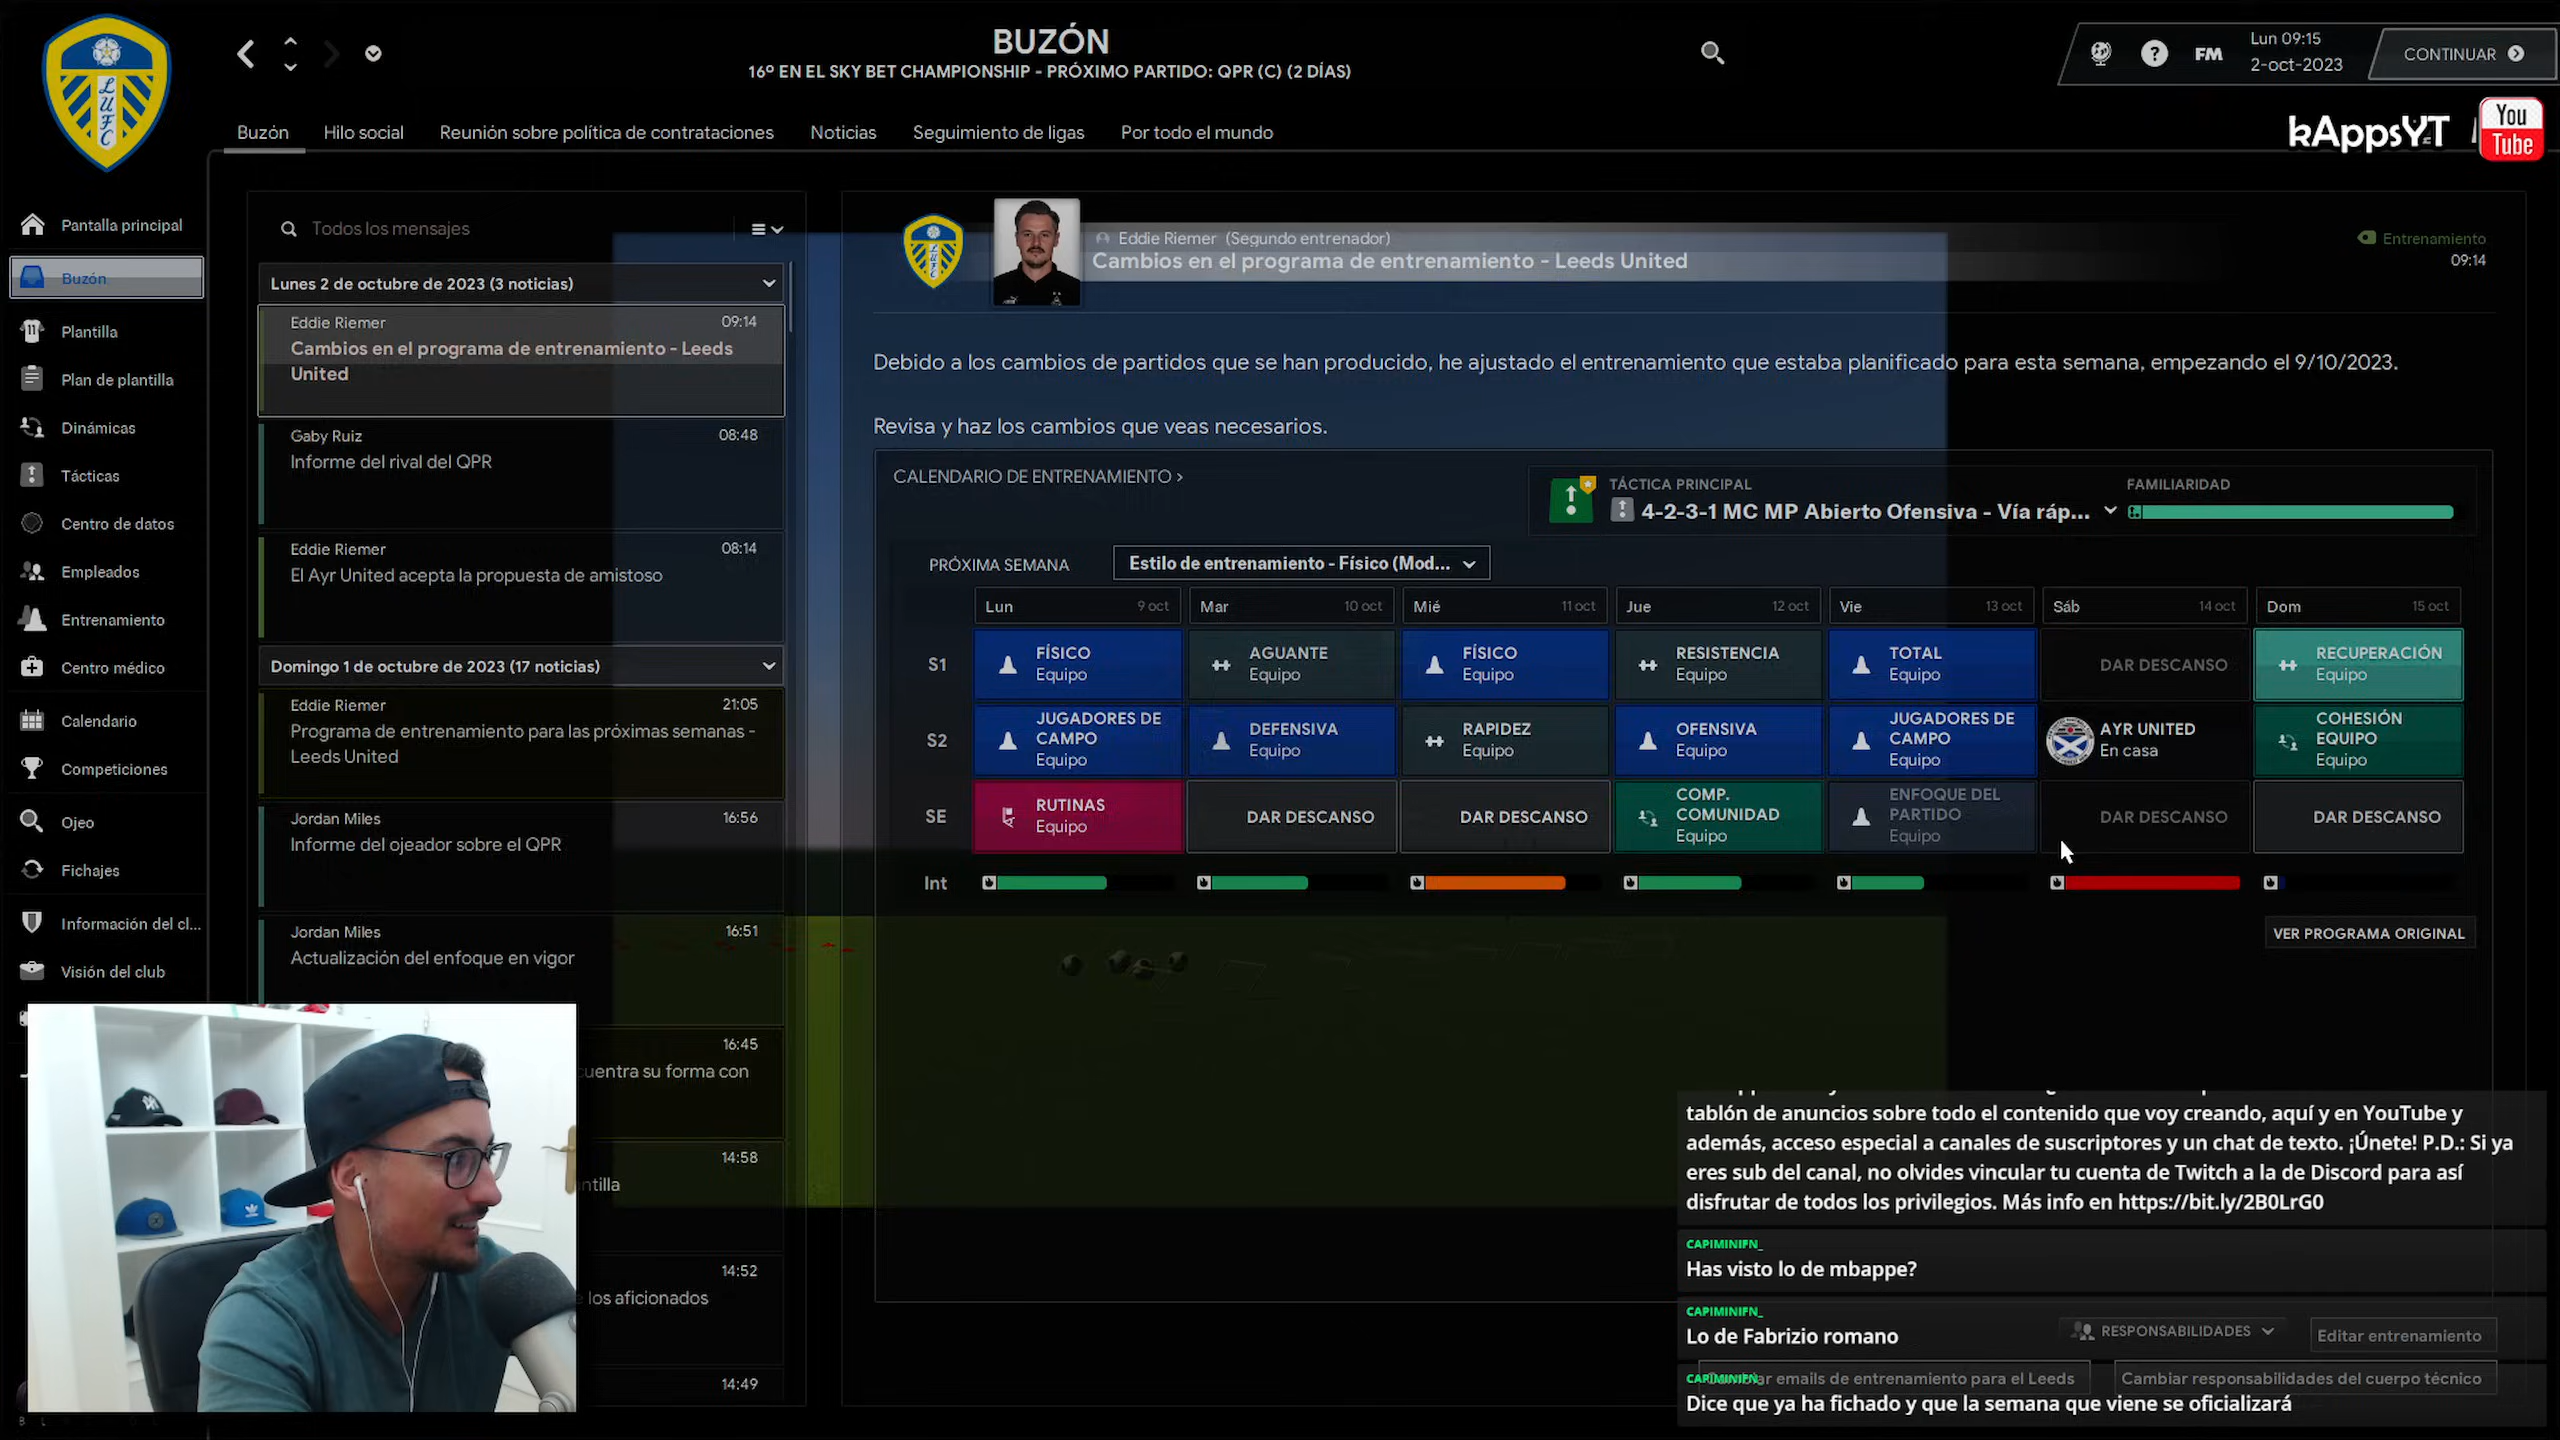 BUZÓN
16º EN EL SKY BET CHAMPIONSHIP - PRÓXIMO PARTIDO: QPR (C) (2 DÍAS)
FM
Lun 09:15
2-oct-2023
CONTINUAR
LUFC
Buzón
Hilo social
Reunión sobre política de contrataciones
Noticias
Seguimiento de ligas
Por todo el mundo
kAppsYT
You
Tube
Pantalla principal
Buzón
Plantilla
Plan de plantilla
Dinámicas
Tácticas
Centro de datos
Empleados
Entrenamiento
Centro médico
Calendario
Competiciones
Ojeo
Fichajes
Información del cl...
Visión del club
Todos los mensajes
Lunes 2 de octubre de 2023 (3 noticias)
Eddie Riemer 09:14
Cambios en el programa de entrenamiento - Leeds
United
Gaby Ruiz 08:48
Informe del rival del QPR
Eddie Riemer 08:14
El Ayr United acepta la propuesta de amistoso
Domingo 1 de octubre de 2023 (17 noticias)
Eddie Riemer 21:05
Programa de entrenamiento para las próximas semanas -
Leeds United
Jordan Miles 16:56
Informe del ojeador sobre el QPR
Jordan Miles 16:51
Actualización del enfoque en vigor
16:45
cuentra su forma con
14:58
ntilla
14:52
los aficionados
14:49
Eddie Riemer (Segundo entrenador)
Cambios en el programa de entrenamiento - Leeds United
Entrenamiento
09:14
Debido a los cambios de partidos que se han producido, he ajustado el entrenamiento que estaba planificado para esta semana, empezando el 9/10/2023.
Revisa y haz los cambios que veas necesarios.
CALENDARIO DE ENTRENAMIENTO >
TÁCTICA PRINCIPAL
4-2-3-1 MC MP Abierto Ofensiva - Vía ráp...
FAMILIARIDAD
PRÓXIMA SEMANA
Estilo de entrenamiento - Físico (Mod...
Lun 9 oct
Mar 10 oct
Mié 11 oct
Jue 12 oct
Vie 13 oct
Sáb 14 oct
Dom 15 oct
S1
FÍSICO
Equipo
AGUANTE
Equipo
FÍSICO
Equipo
RESISTENCIA
Equipo
TOTAL
Equipo
DAR DESCANSO
RECUPERACIÓN
Equipo
S2
JUGADORES DE
CAMPO
Equipo
DEFENSIVA
Equipo
RAPIDEZ
Equipo
OFENSIVA
Equipo
JUGADORES DE
CAMPO
Equipo
AYR UNITED
En casa
COHESIÓN
EQUIPO
Equipo
SE
RUTINAS
Equipo
DAR DESCANSO
DAR DESCANSO
COMP.
COMUNIDAD
Equipo
ENFOQUE DEL
PARTIDO
Equipo
DAR DESCANSO
DAR DESCANSO
Int
VER PROGRAMA ORIGINAL
tablón de anuncios sobre todo el contenido que voy creando, aquí y en YouTube y
además, acceso especial a canales de suscriptores y un chat de texto. ¡Únete! P.D.: Si ya
eres sub del canal, no olvides vincular tu cuenta de Twitch a la de Discord para así
disfrutar de todos los privilegios. Más info en https://bit.ly/2B0LrG0
CAPIMINIFN_
Has visto lo de mbappe?
CAPIMINIFN_
Lo de Fabrizio romano
RESPONSABILIDADES
Editar entrenamiento
CAPIMINIFN_
emails de entrenamiento para el Leeds
Cambiar responsabilidades del cuerpo técnico
Dice que ya ha fichado y que la semana que viene se oficializará